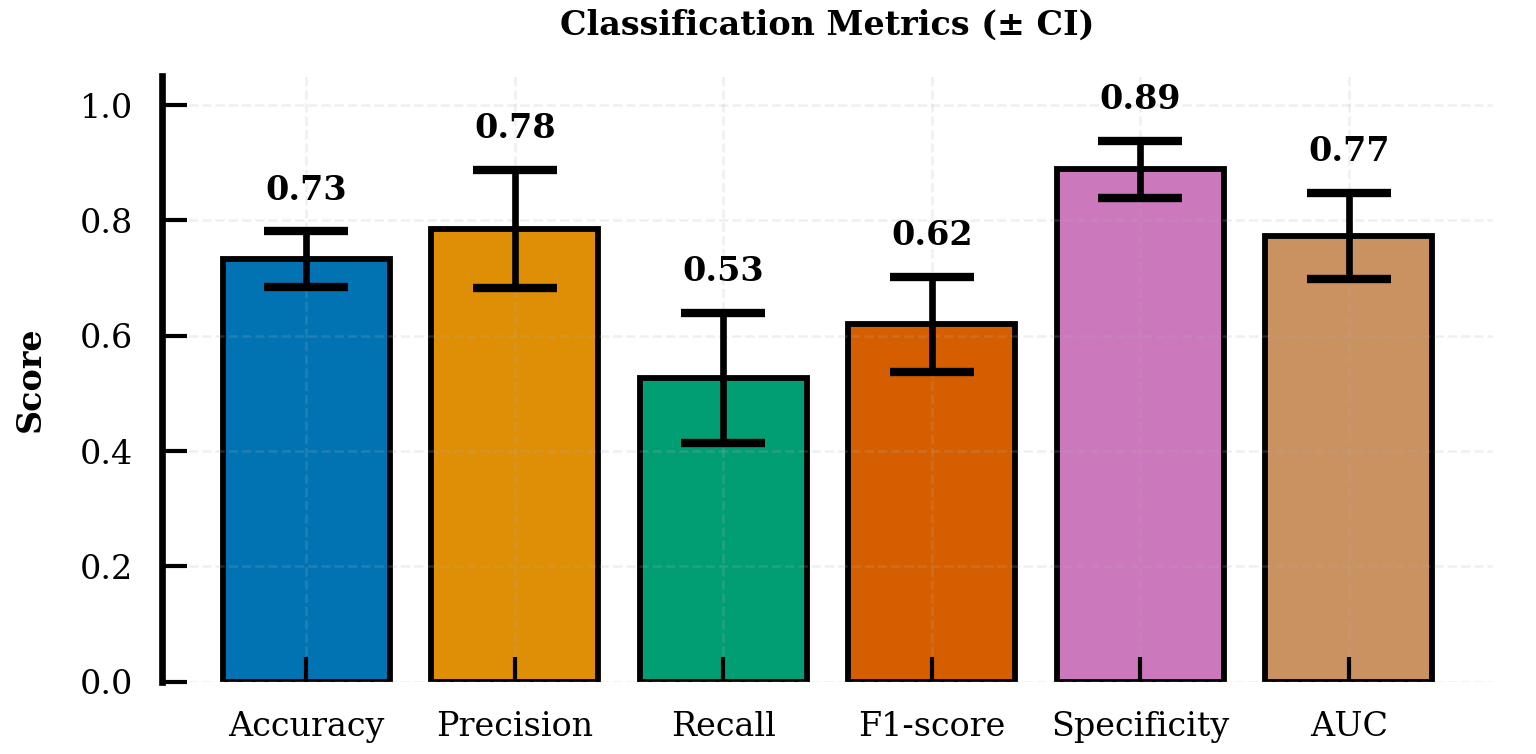 Classification Metrics (± CI)
Score
1.0
0.8
0.6
0.4
0.2
0.0
0.73
0.78
0.53
0.62
0.89
0.77
Accuracy
Precision
Recall
F1-score
Specificity
AUC